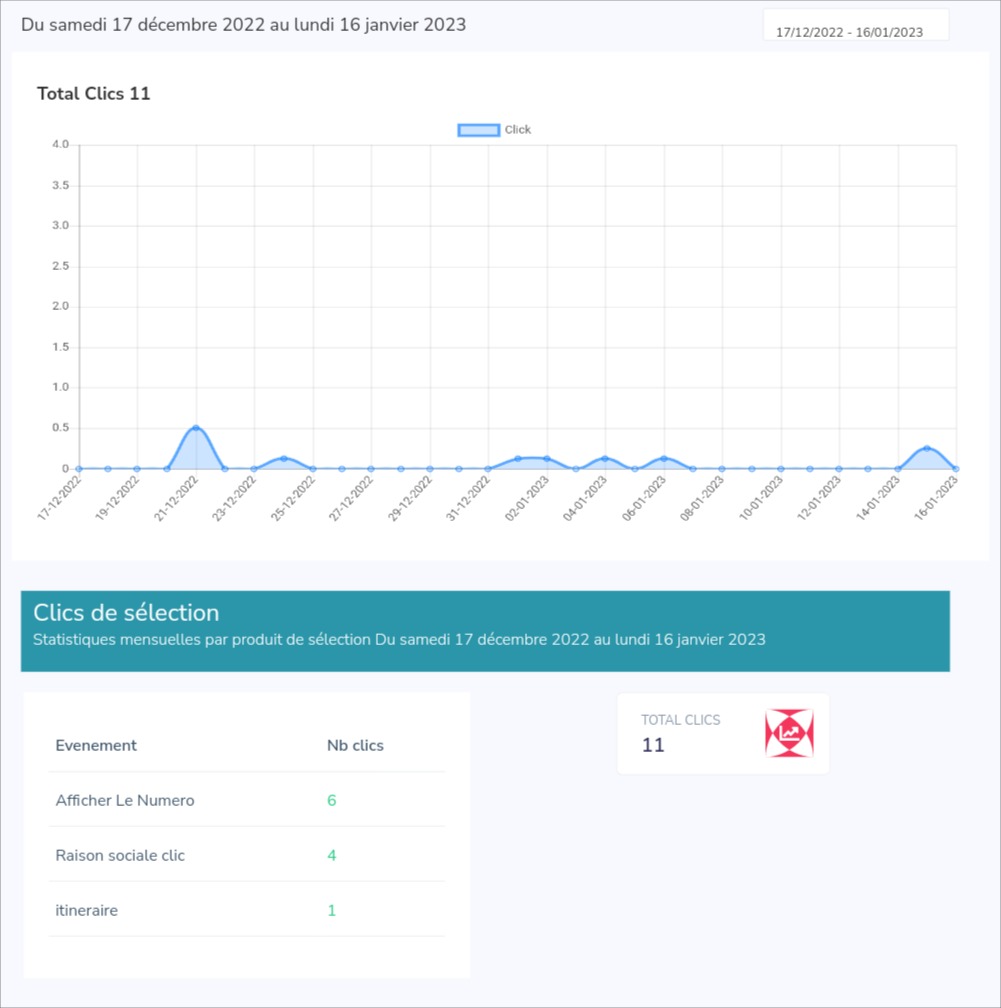 Du samedi 17 décembre 2022 au lundi 16 janvier 2023
17/12/2022 - 16/01/2023
Total Clics 11
Click
4.0
3.5
3.0
2.5
2.0
1.5
1.0
0.5
0
17-12-2022
19-12-2022
21-12-2022
23-12-2022
25-12-2022
27-12-2022
29-12-2022
31-12-2022
02-01-2023
04-01-2023
06-01-2023
08-01-2023
10-01-2023
12-01-2023
14-01-2023
16-01-2023
Clics de sélection
Statistiques mensuelles par produit de sélection Du samedi 17 décembre 2022 au lundi 16 janvier 2023
Evenement Nb clics
Afficher Le Numero 6
Raison sociale clic 4
itineraire 1
TOTAL CLICS
11